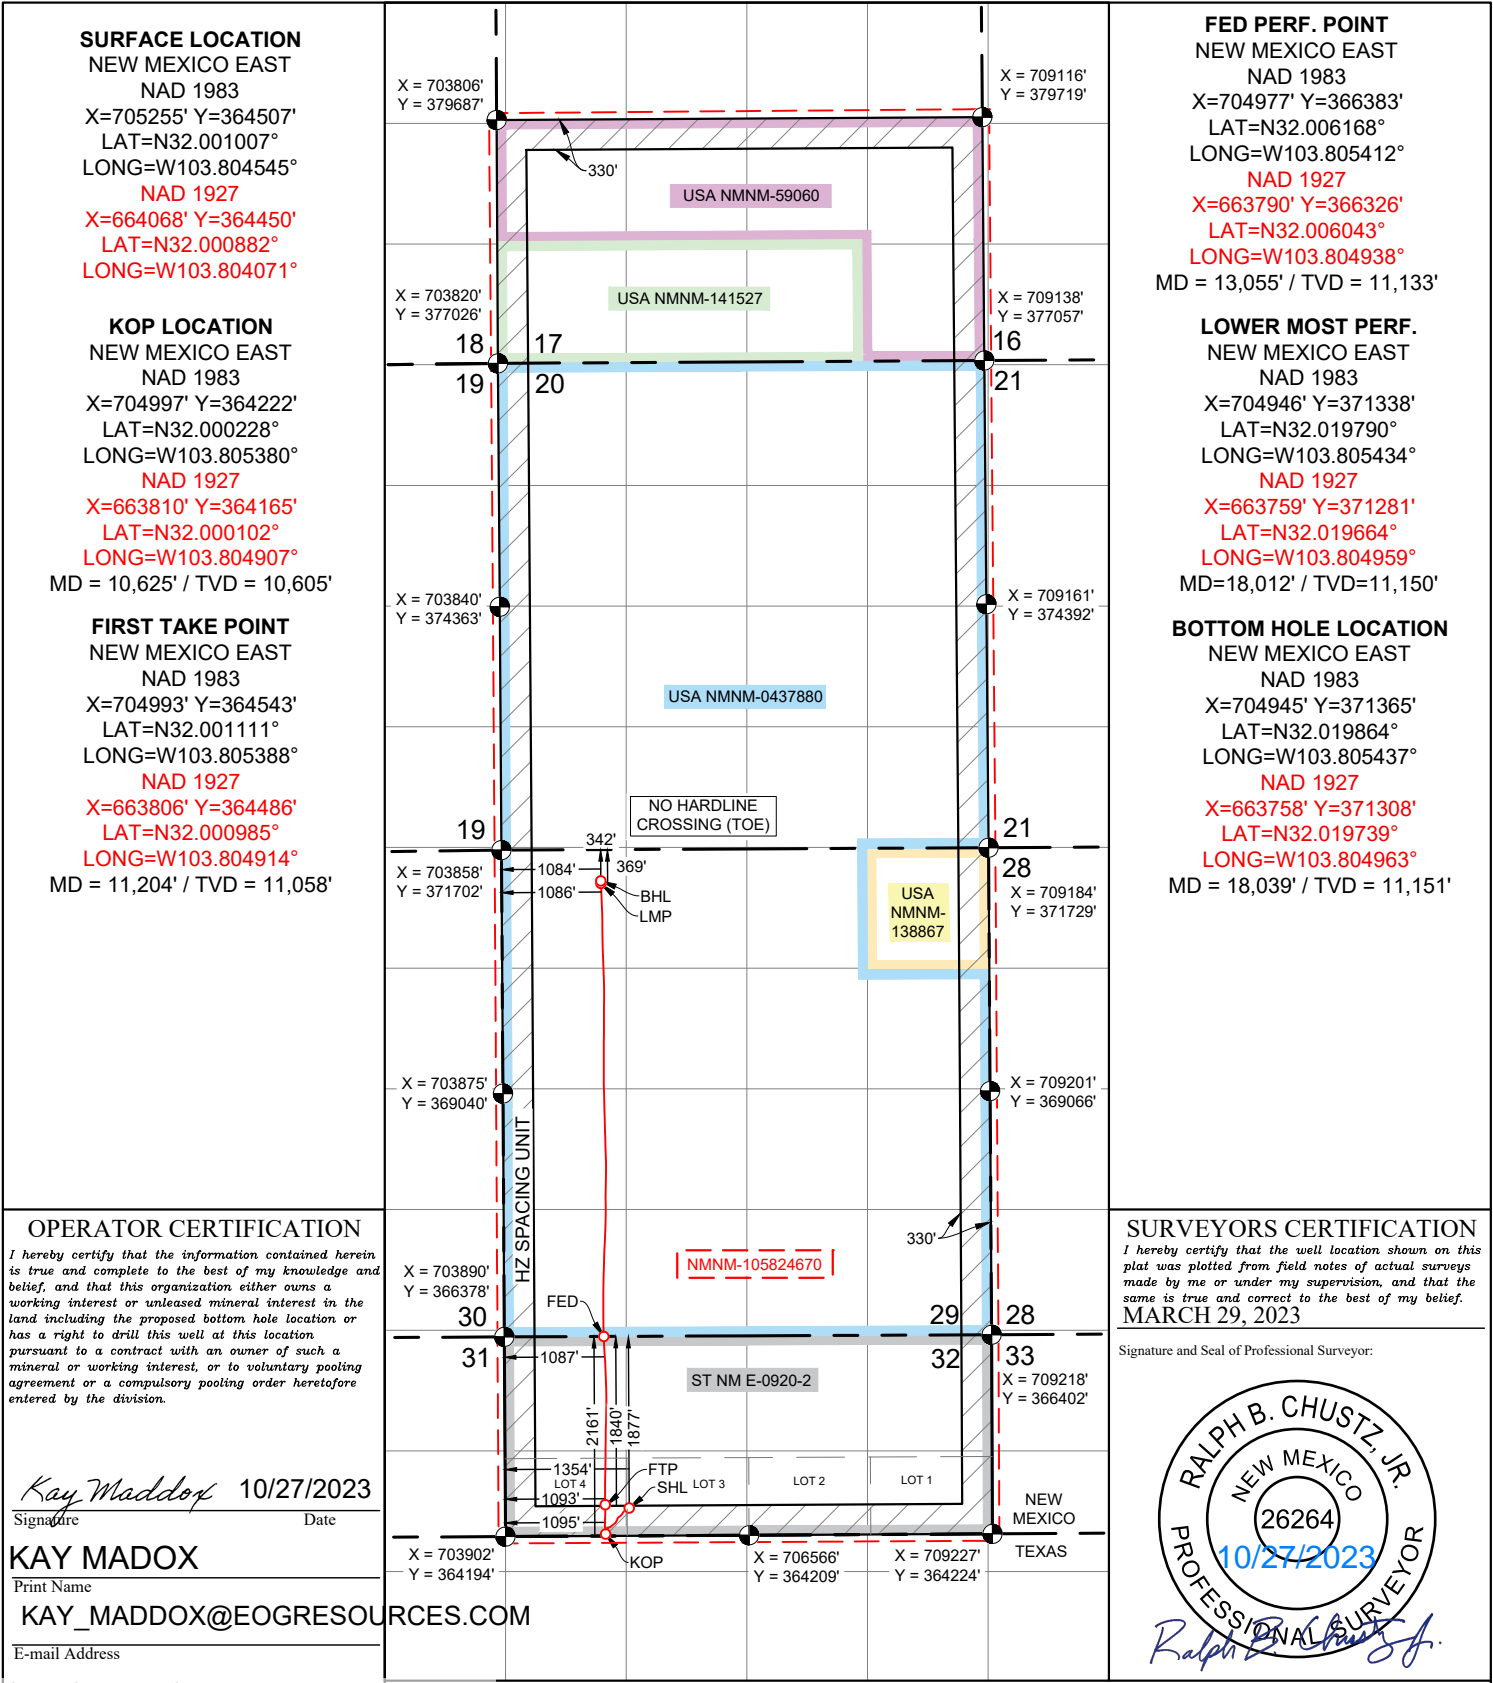 SURFACE LOCATION
NEW MEXICO EAST
NAD 1983
X=705255' Y=364507'
LAT=N32.001007°
LONG=W103.804545°
NAD 1927
X=664068' Y=364450'
LAT=N32.000882°
LONG=W103.804071°
KOP LOCATION
NEW MEXICO EAST
NAD 1983
X=704997' Y=364222'
LAT=N32.000228°
LONG=W103.805380°
NAD 1927
X=663810' Y=364165'
LAT=N32.000102°
LONG=W103.804907°
MD = 10,625' / TVD = 10,605'
FIRST TAKE POINT
NEW MEXICO EAST
NAD 1983
X=704993' Y=364543'
LAT=N32.001111°
LONG=W103.805388°
NAD 1927
X=663806' Y=364486'
LAT=N32.000985°
LONG=W103.804914°
MD = 11,204' / TVD = 11,058'
OPERATOR CERTIFICATION
I hereby certify that the information contained herein
is true and complete to the best of my knowledge and
belief, and that this organization either owns a
working interest or unleased mineral interest in the
land including the proposed bottom hole location or
has a right to drill this well at this location
pursuant to a contract with an owner of such a
mineral or working interest, or to voluntary pooling
agreement or a compulsory pooling order heretofore
entered by the division.
Kay Maddox 10/27/2023
Signature Date
KAY MADOX
Print Name
KAY_MADDOX@EOGRESOURCES.COM
E-mail Address
X = 703806'
Y = 379687'
X = 709116'
Y = 379719'
330'
USA NMNM-59060
USA NMNM-141527
X = 703820'
Y = 377026'
X = 709138'
Y = 377057'
18 17 16
19 20 21
X = 703840'
Y = 374363'
X = 709161'
Y = 374392'
USA NMNM-0437880
NO HARDLINE
CROSSING (TOE)
19 21
342'
1084' 369'
28
X = 703858'
Y = 371702'
1086'
BHL
LMP
USA
NMNM-
138867
X = 709184'
Y = 371729'
X = 703875'
Y = 369040'
X = 709201'
Y = 369066'
HZ SPACING UNIT
330'
NMNM-105824670
X = 703890'
Y = 366378'
FED
30 29 28
31 32 33
1087'
ST NM E-0920-2
X = 709218'
Y = 366402'
2161'
1840'
1877'
1354'
FTP
SHL
LOT 4
LOT 3
LOT 2
LOT 1
1093'
1095'
NEW
MEXICO
TEXAS
KOP
X = 703902'
Y = 364194'
X = 706566'
Y = 364209'
X = 709227'
Y = 364224'
FED PERF. POINT
NEW MEXICO EAST
NAD 1983
X=704977' Y=366383'
LAT=N32.006168°
LONG=W103.805412°
NAD 1927
X=663790' Y=366326'
LAT=N32.006043°
LONG=W103.804938°
MD = 13,055' / TVD = 11,133'
LOWER MOST PERF.
NEW MEXICO EAST
NAD 1983
X=704946' Y=371338'
LAT=N32.019790°
LONG=W103.805434°
NAD 1927
X=663759' Y=371281'
LAT=N32.019664°
LONG=W103.804959°
MD=18,012' / TVD=11,150'
BOTTOM HOLE LOCATION
NEW MEXICO EAST
NAD 1983
X=704945' Y=371365'
LAT=N32.019864°
LONG=W103.805437°
NAD 1927
X=663758' Y=371308'
LAT=N32.019739°
LONG=W103.804963°
MD = 18,039' / TVD = 11,151'
SURVEYORS CERTIFICATION
I hereby certify that the well location shown on this
plat was plotted from field notes of actual surveys
made by me or under my supervision, and that the
same is true and correct to the best of my belief.
MARCH 29, 2023
Signature and Seal of Professional Surveyor:
RALPH B. CHUSTZ, JR.
NEW MEXICO
26264
10/27/2023
PROFESSIONAL SURVEYOR
Ralph B. Chustz Jr.